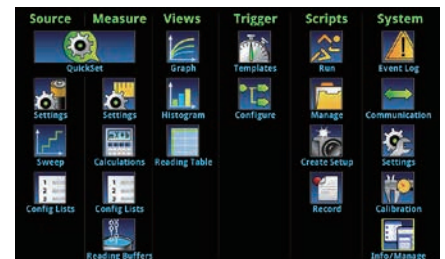 Source Measure Views Trigger Scripts System
QuickSet Graph Templates Run Event Log
Settings Settings Histogram Configure Manage Communication
Sweep Calculations Reading Table Create Setup Settings
Config Lists Config Lists Record Calibration
Reading Buffers Info/Manage